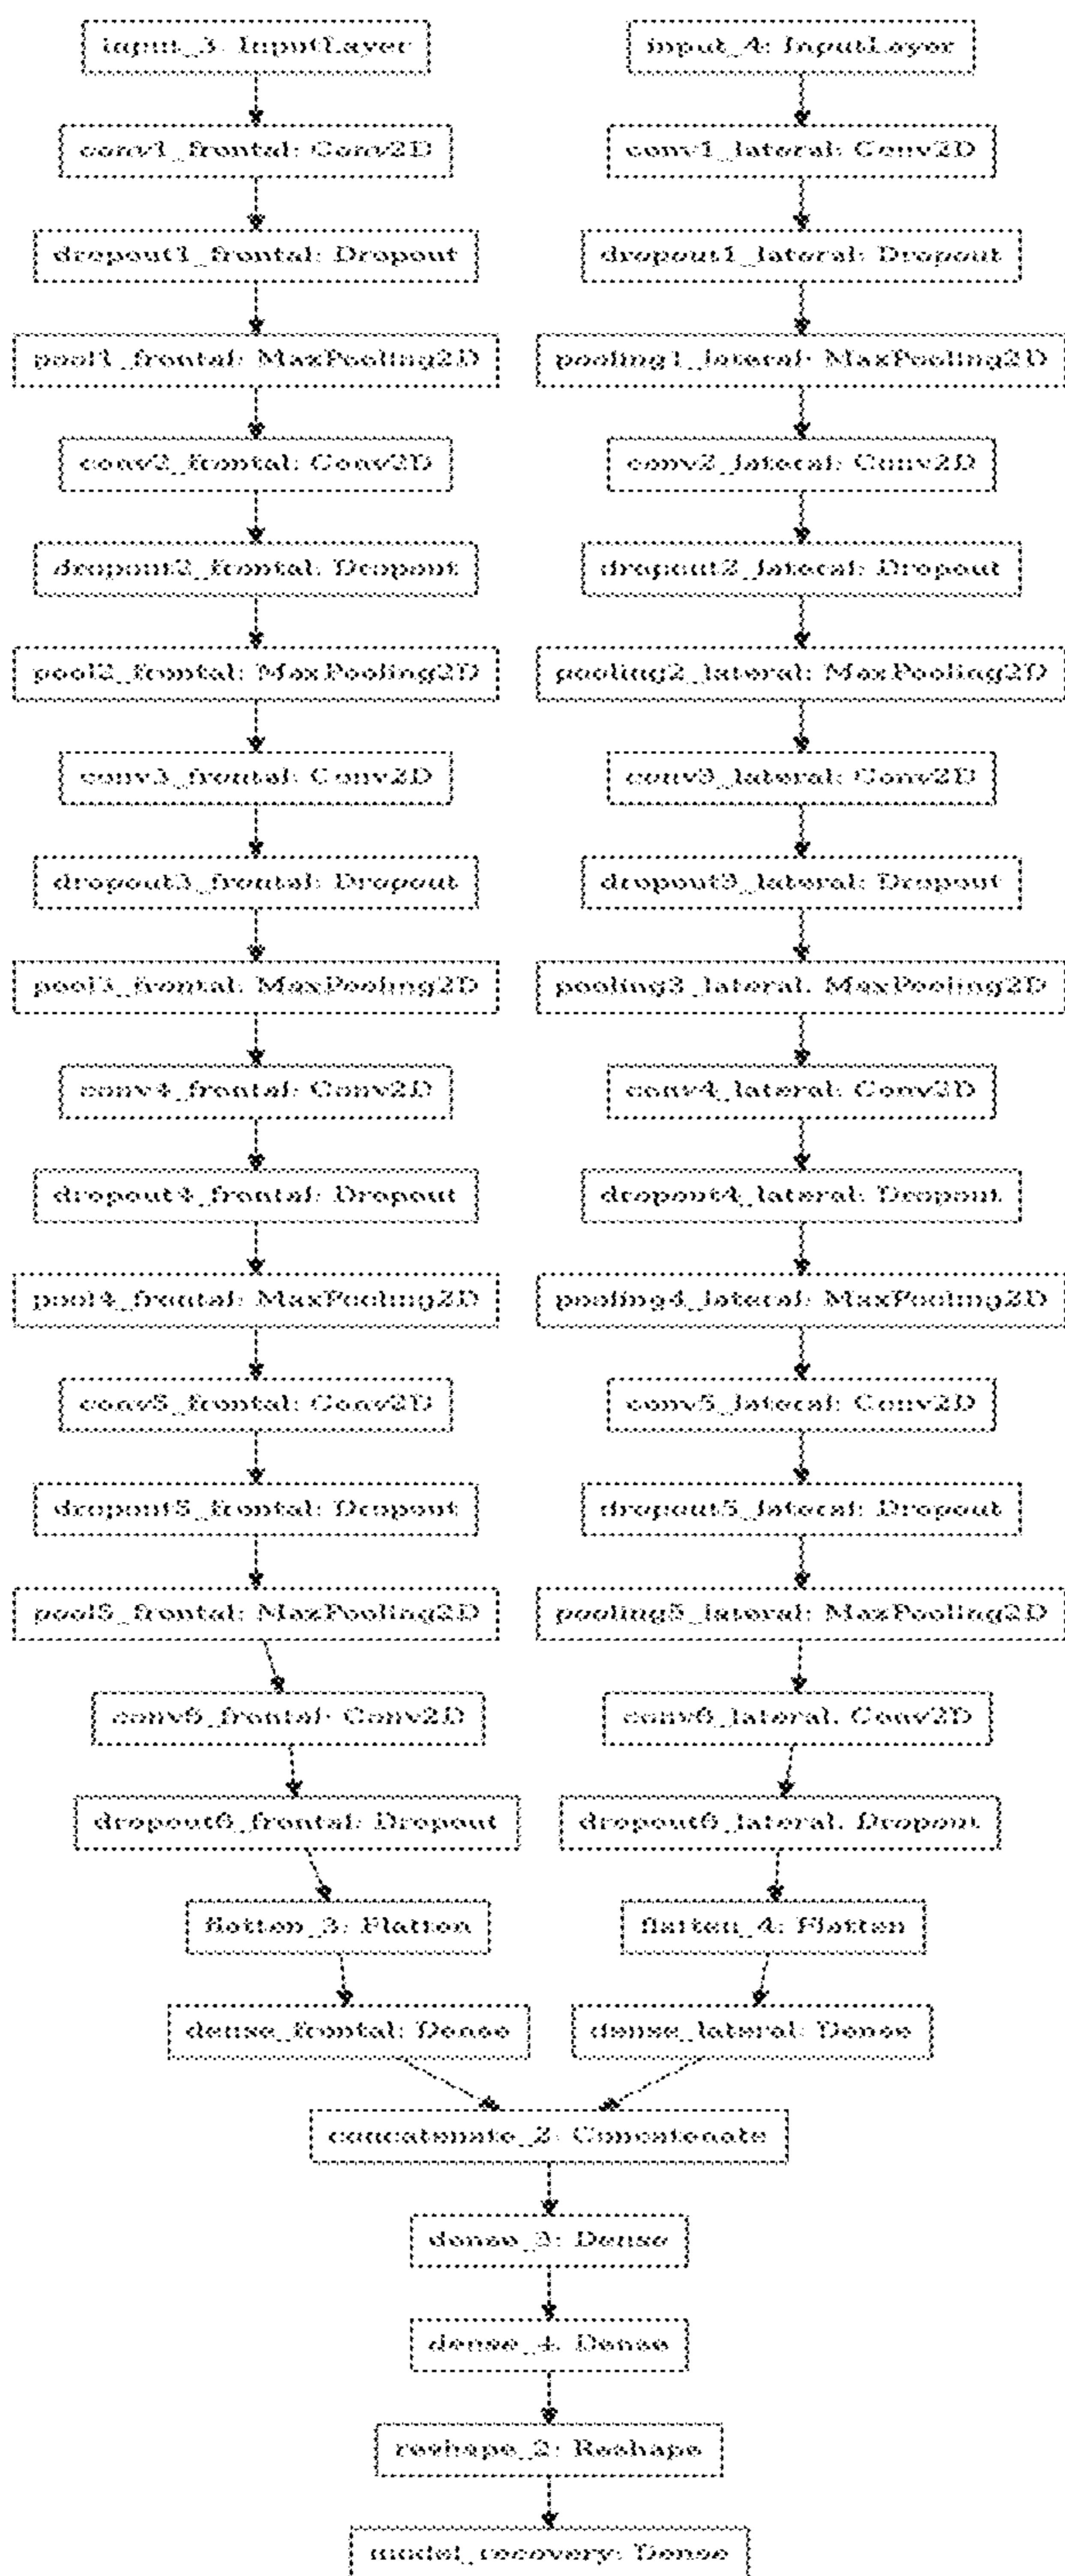 input_3: InputLayer
input_4: InputLayer
conv1_frontal: Conv2D
conv1_lateral: Conv2D
dropout1_frontal: Dropout
dropout1_lateral: Dropout
pool1_frontal: MaxPooling2D
pooling1_lateral: MaxPooling2D
conv2_frontal: Conv2D
conv2_lateral: Conv2D
dropout2_frontal: Dropout
dropout2_lateral: Dropout
pool2_frontal: MaxPooling2D
pooling2_lateral: MaxPooling2D
conv3_frontal: Conv2D
conv3_lateral: Conv2D
dropout3_frontal: Dropout
dropout3_lateral: Dropout
pool3_frontal: MaxPooling2D
pooling3_lateral: MaxPooling2D
conv4_frontal: Conv2D
conv4_lateral: Conv2D
dropout4_frontal: Dropout
dropout4_lateral: Dropout
pool4_frontal: MaxPooling2D
pooling4_lateral: MaxPooling2D
conv5_frontal: Conv2D
conv5_lateral: Conv2D
dropout5_frontal: Dropout
dropout5_lateral: Dropout
pool5_frontal: MaxPooling2D
pooling5_lateral: MaxPooling2D
conv6_frontal: Conv2D
conv6_lateral: Conv2D
dropout6_frontal: Dropout
dropout6_lateral: Dropout
flatten_3: Flatten
flatten_4: Flatten
dense_frontal: Dense
dense_lateral: Dense
concatenate_2: Concatenate
dense_3: Dense
dense_4: Dense
reshape_2: Reshape
model_recovery: Dense